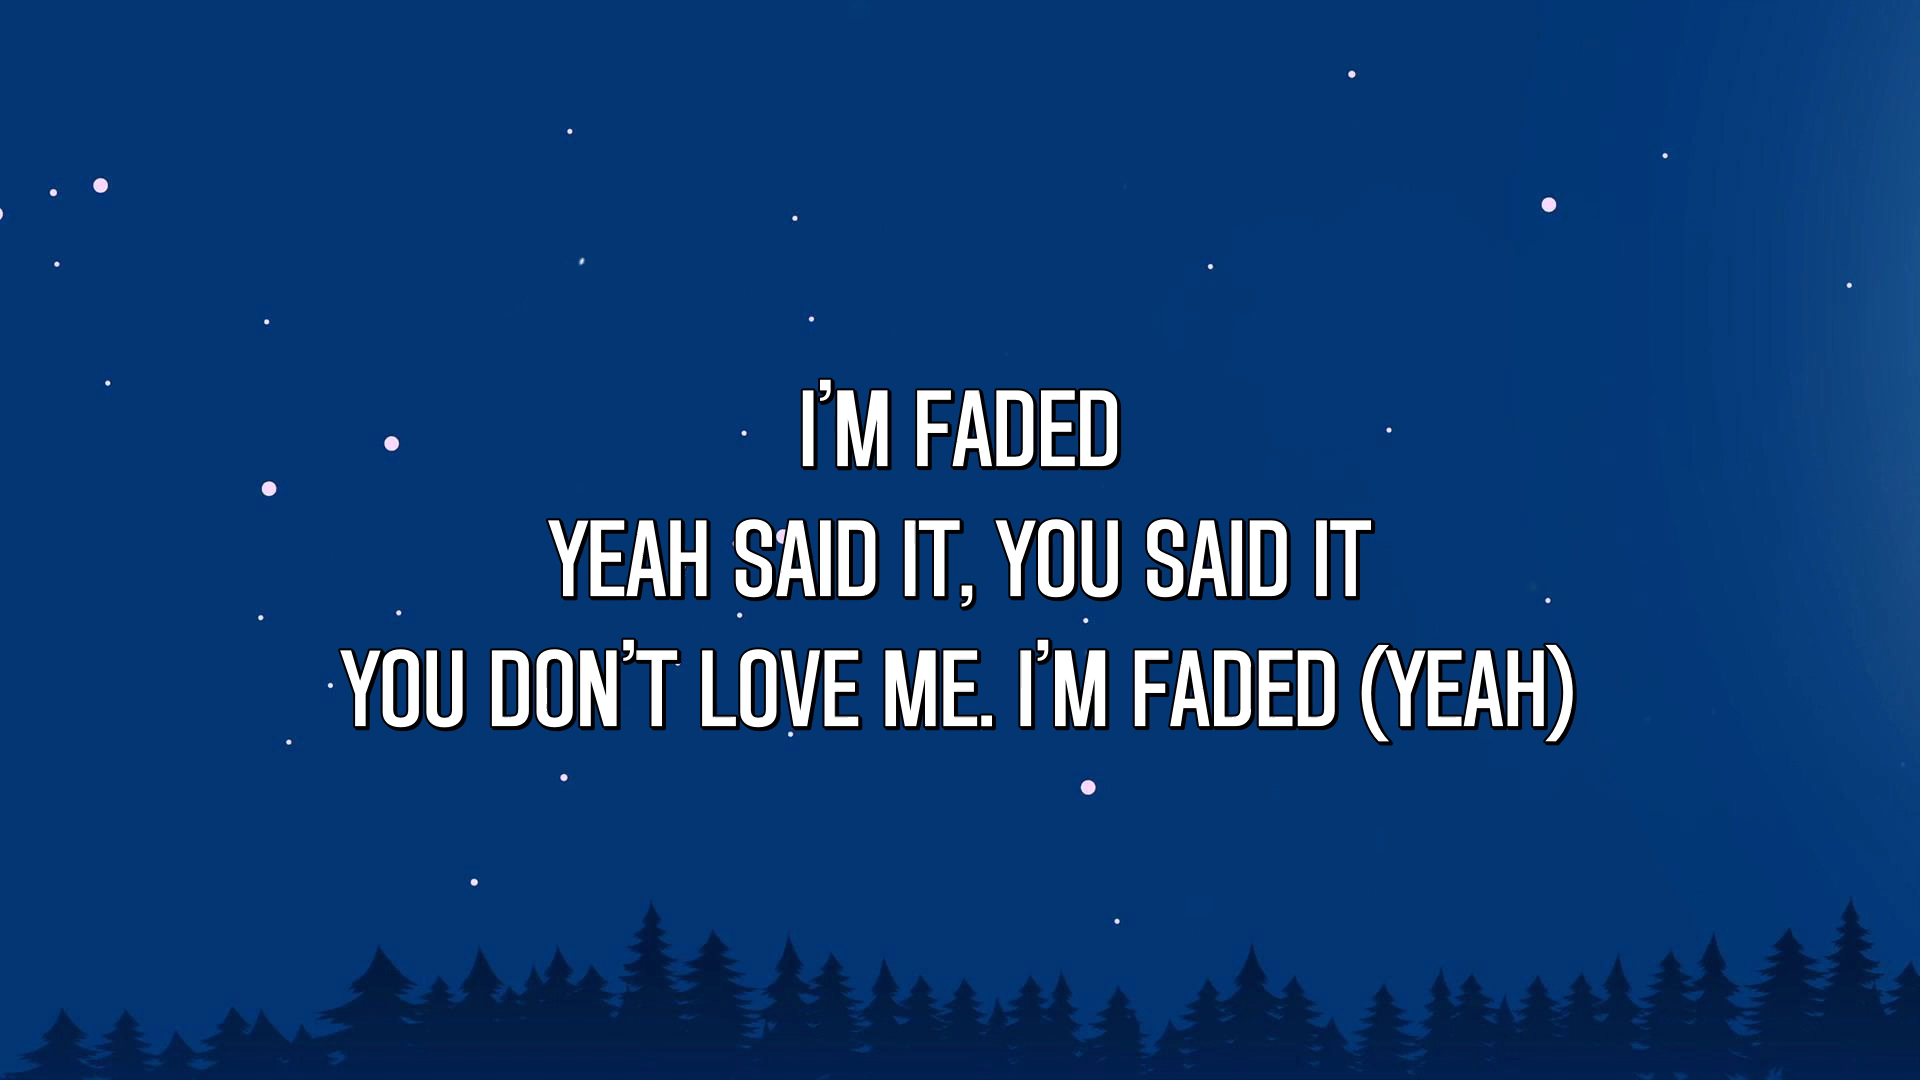 I’M FADED
YEAH SAID IT, YOU SAID IT
YOU DON’T LOVE ME. I’M FADED (YEAH)